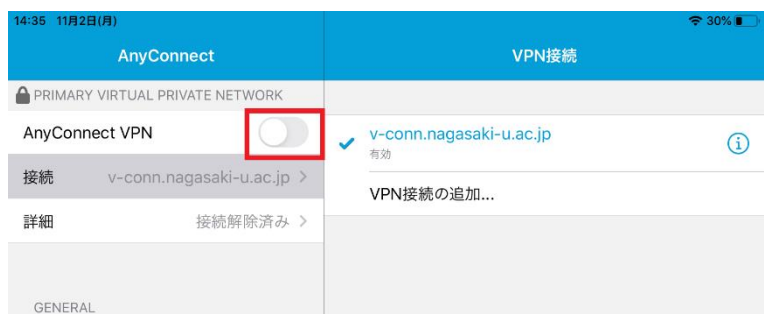 14:35 11月2日(月)
30%
AnyConnect
VPN接続
PRIMARY VIRTUAL PRIVATE NETWORK
AnyConnect VPN
接続 v-conn.nagasaki-u.ac.jp
詳細 接続解除済み
GENERAL
v-conn.nagasaki-u.ac.jp
有効
VPN接続の追加...